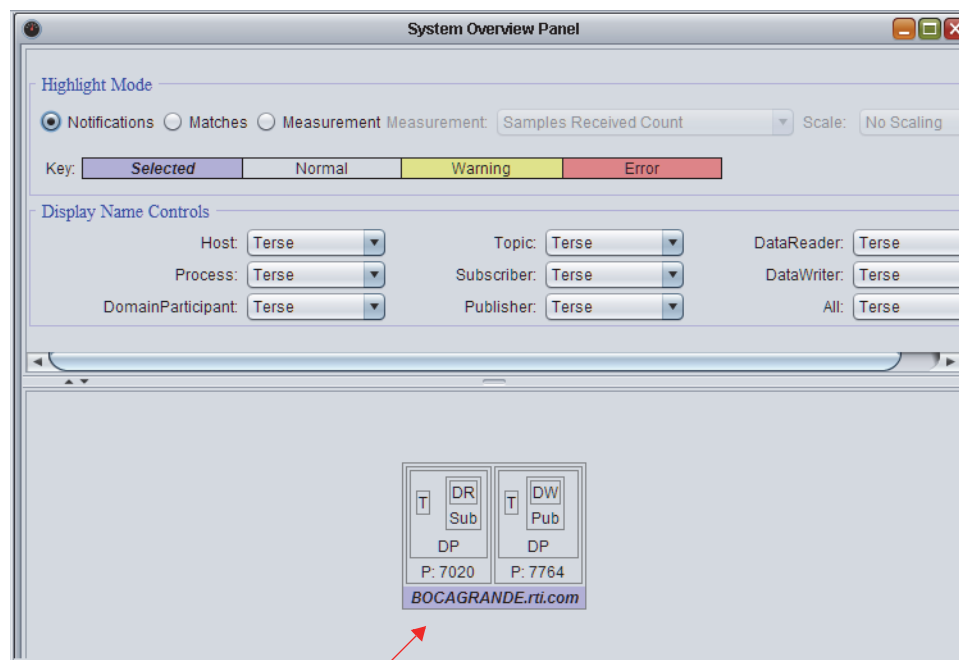 System Overview Panel
Highlight Mode
Notifications Matches Measurement Measurement: Samples Received Count Scale: No Scaling
Key: Selected Normal Warning Error
Display Name Controls
Host: Terse Topic: Terse DataReader: Terse
Process: Terse Subscriber: Terse DataWriter: Terse
DomainParticipant: Terse Publisher: Terse All: Terse
T DR T DW
Sub Pub
DP DP
P: 7020 P: 7764
BOCAGRANDE.rti.com